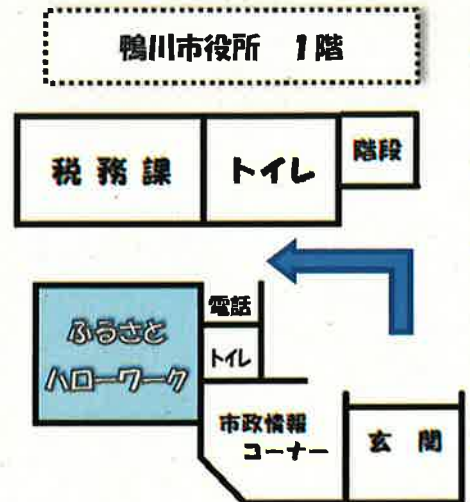 鴨川市役所 1階
税務課
トイレ
階段
ふるさと
ハローワーク
電話
トイレ
市政情報
コーナー
玄関